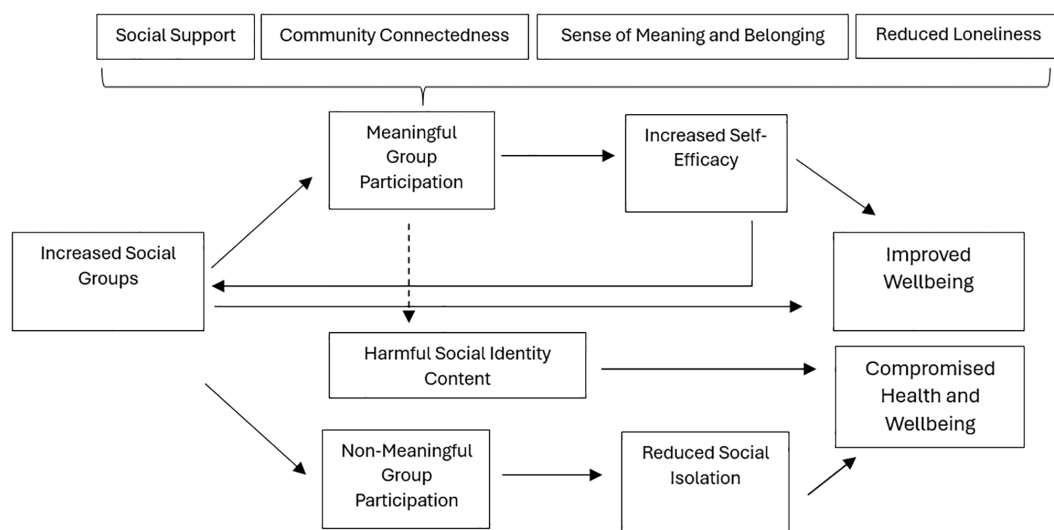 Social Support
Community Connectedness
Sense of Meaning and Belonging
Reduced Loneliness
Meaningful
Group
Participation
Increased Self-
Efficacy
Increased Social
Groups
Improved
Wellbeing
Harmful Social Identity
Content
Compromised
Health and
Wellbeing
Non-Meaningful
Group
Participation
Reduced Social
Isolation